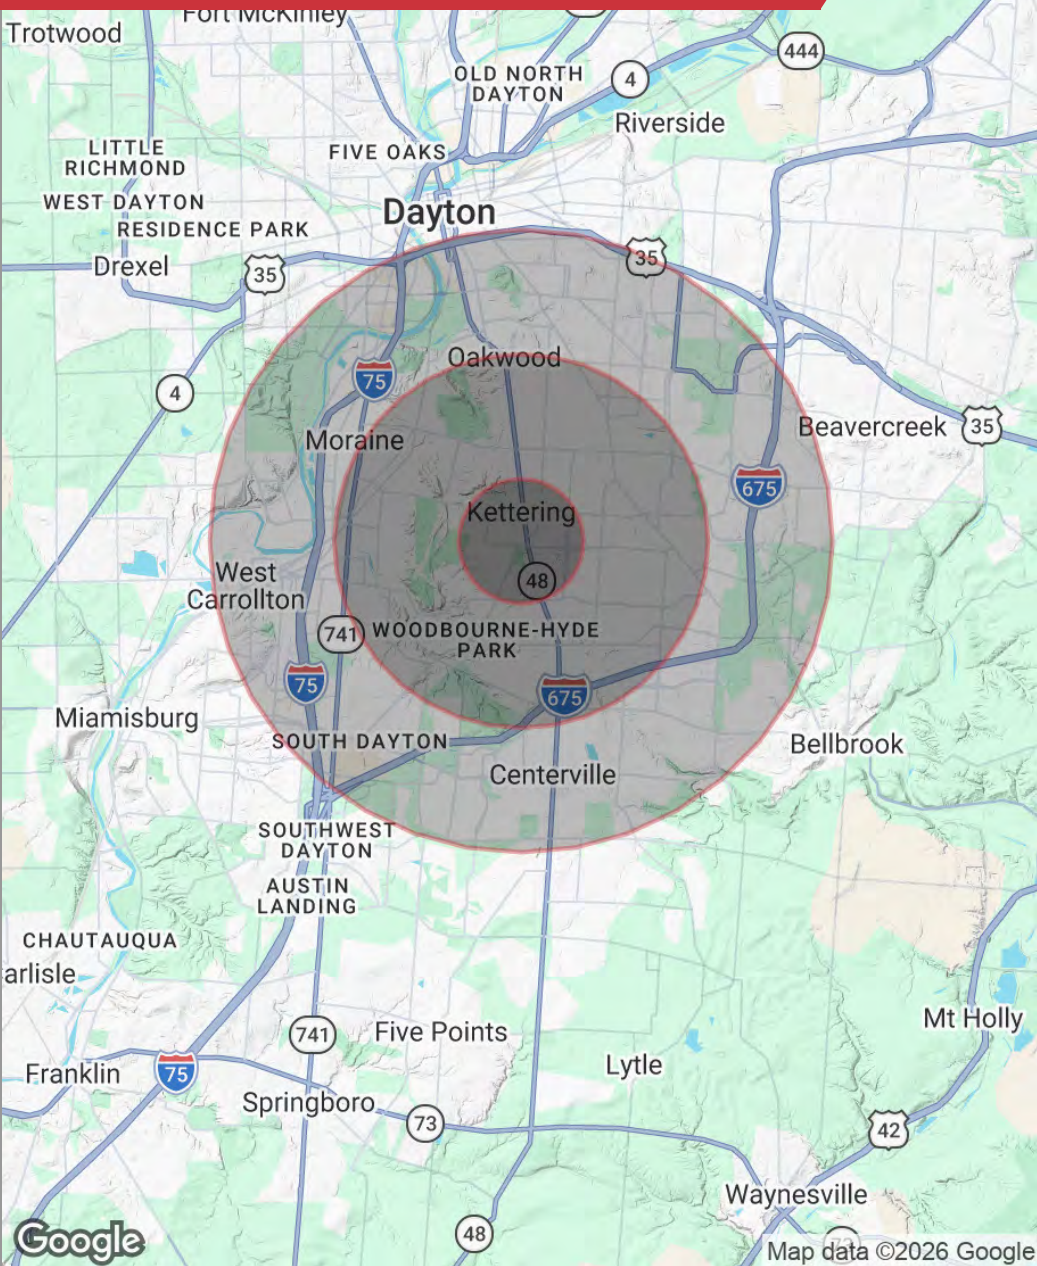 Fort McKinley
Trotwood
444
OLD NORTH
DAYTON
4
Riverside
LITTLE
RICHMOND
FIVE OAKS
WEST DAYTON
Dayton
RESIDENCE PARK
Drexel
35
35
Oakwood
75
4
Moraine
Beavercreek
35
675
Kettering
West
Carrollton
48
741
WOODBOURNE-HYDE
PARK
75
675
Miamisburg
SOUTH DAYTON
Bellbrook
Centerville
SOUTHWEST
DAYTON
AUSTIN
LANDING
CHAUTAUQUA
arlisle
Mt Holly
741
Five Points
Franklin
75
Lytle
Springboro
73
42
Waynesville
48
Google
73
Map data ©2026 Google